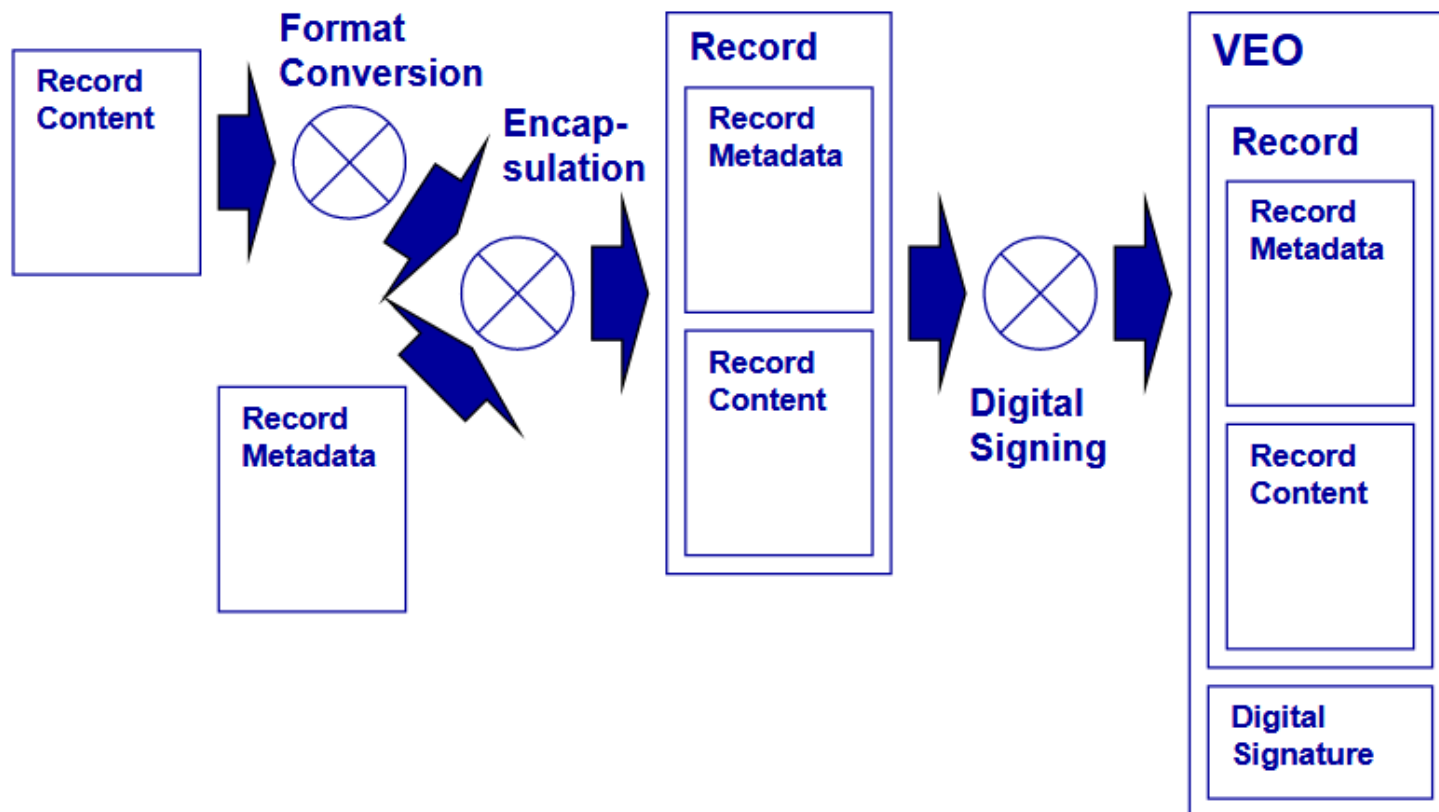 Record
Content
Format
Conversion
Record
Metadata
Encap-
sulation
Record
Record
Metadata
Record
Content
Digital
Signing
VEO
Record
Record
Metadata
Record
Content
Digital
Signature